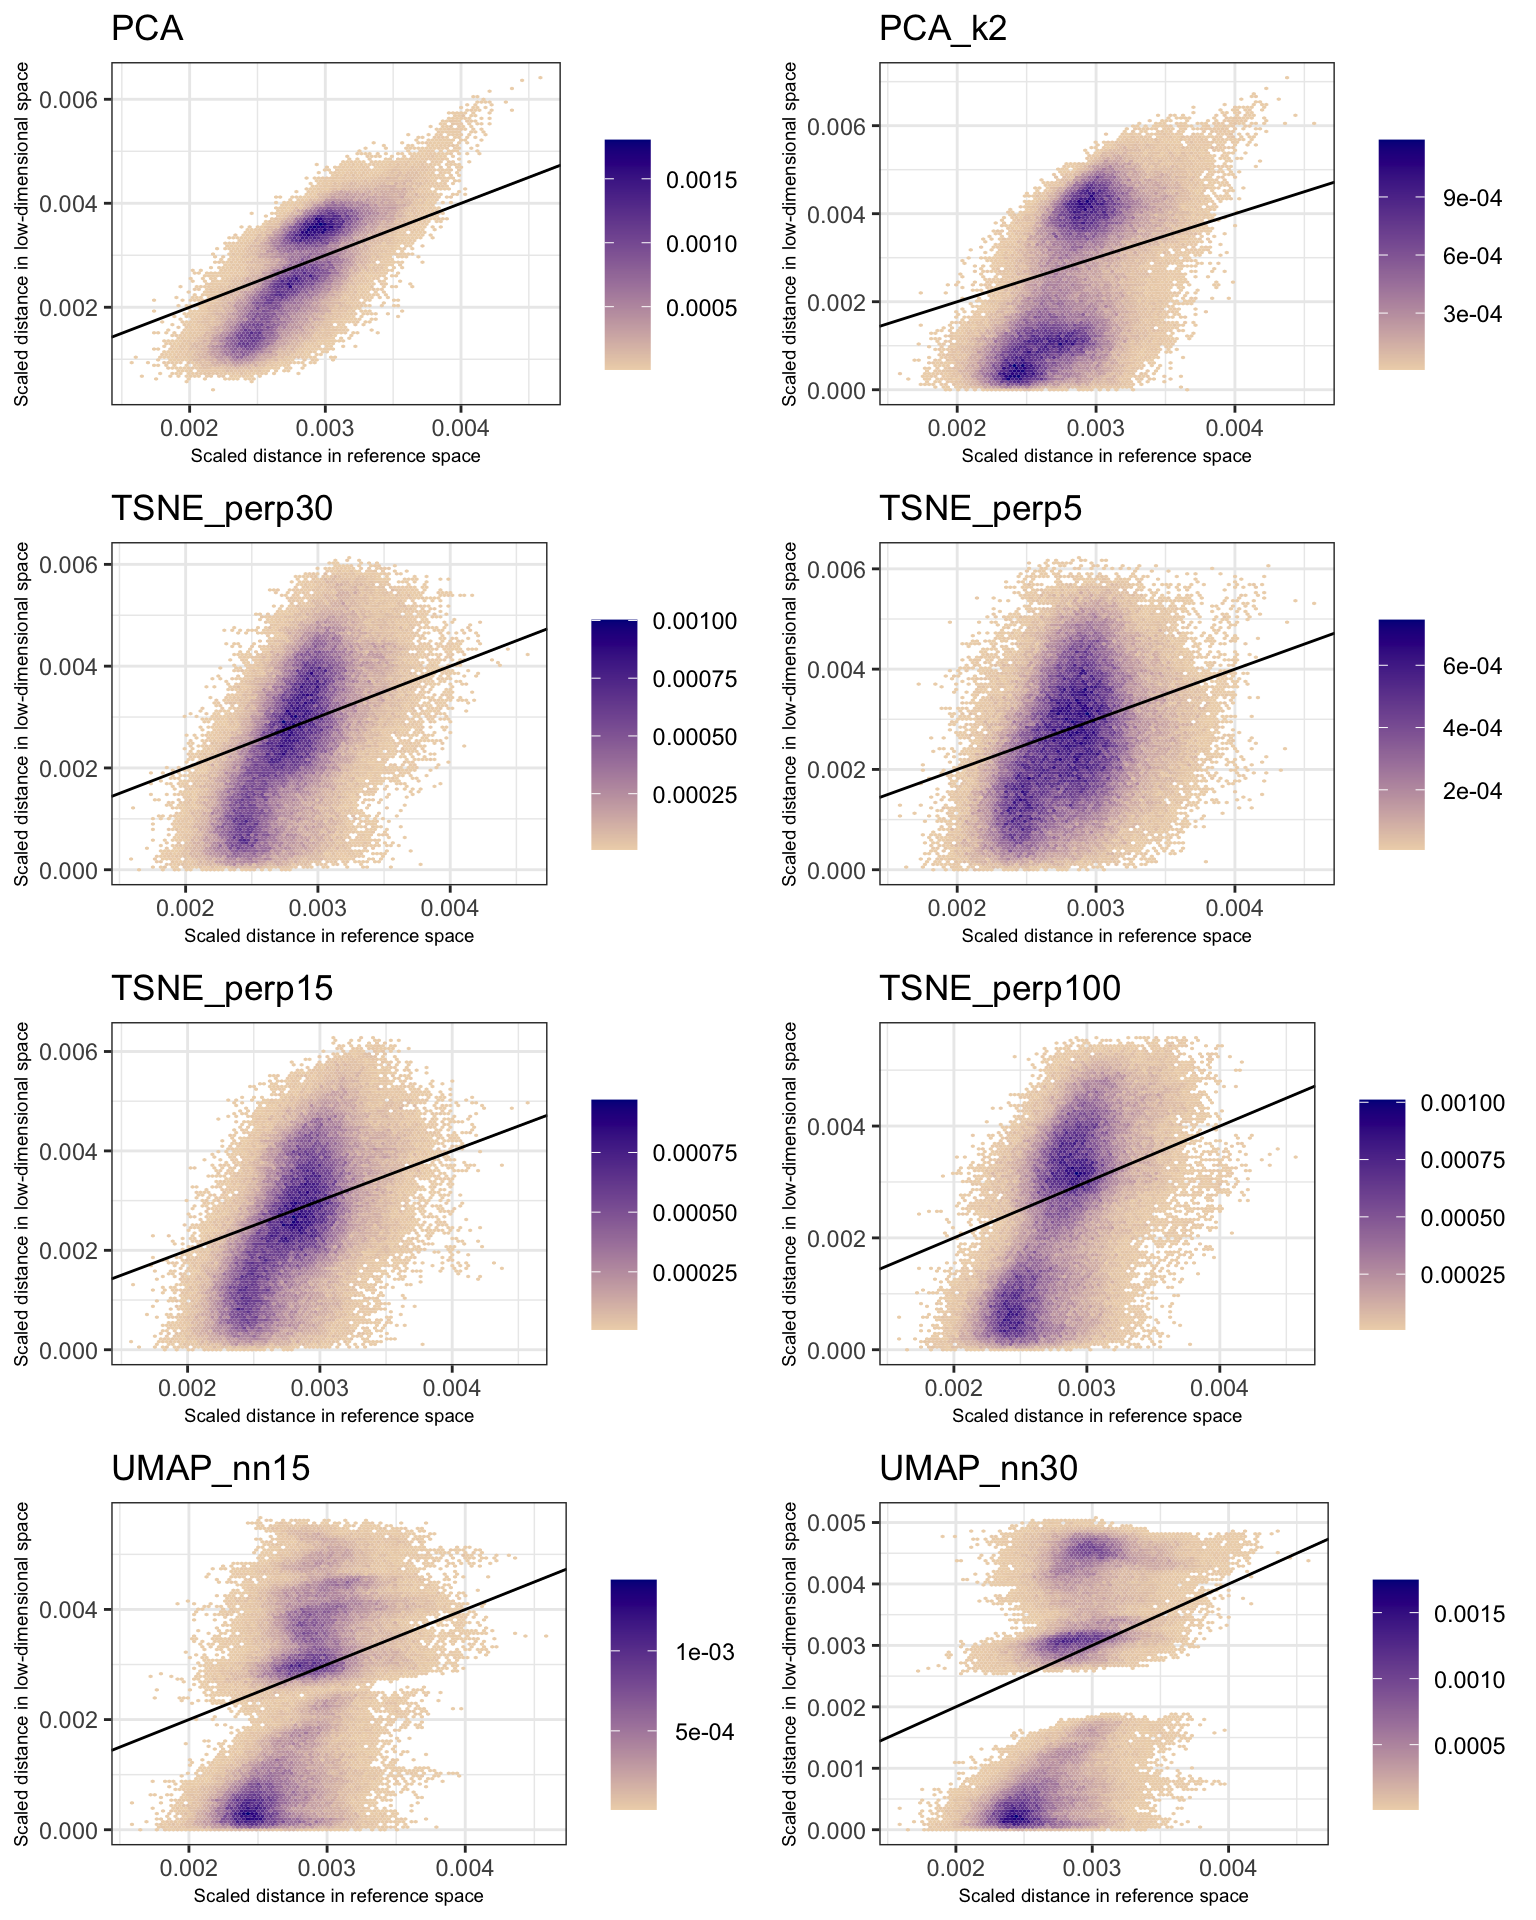 PCA
Scaled distance in low-dimensional space
0.006
0.004
0.002
0.002 0.003 0.004
Scaled distance in reference space
0.0015
0.0010
0.0005
PCA_k2
Scaled distance in low-dimensional space
0.006
0.004
0.002
0.000
0.002 0.003 0.004
Scaled distance in reference space
9e-04
6e-04
3e-04
TSNE_perp30
Scaled distance in low-dimensional space
0.006
0.004
0.002
0.000
0.002 0.003 0.004
Scaled distance in reference space
0.00100
0.00075
0.00050
0.00025
TSNE_perp5
Scaled distance in low-dimensional space
0.006
0.004
0.002
0.000
0.002 0.003 0.004
Scaled distance in reference space
6e-04
4e-04
2e-04
TSNE_perp15
Scaled distance in low-dimensional space
0.006
0.004
0.002
0.000
0.002 0.003 0.004
Scaled distance in reference space
0.00075
0.00050
0.00025
TSNE_perp100
Scaled distance in low-dimensional space
0.004
0.002
0.000
0.002 0.003 0.004
Scaled distance in reference space
0.00100
0.00075
0.00050
0.00025
UMAP_nn15
Scaled distance in low-dimensional space
0.004
0.002
0.000
0.002 0.003 0.004
Scaled distance in reference space
1e-03
5e-04
UMAP_nn30
Scaled distance in low-dimensional space
0.005
0.004
0.003
0.002
0.001
0.000
0.002 0.003 0.004
Scaled distance in reference space
0.0015
0.0010
0.0005